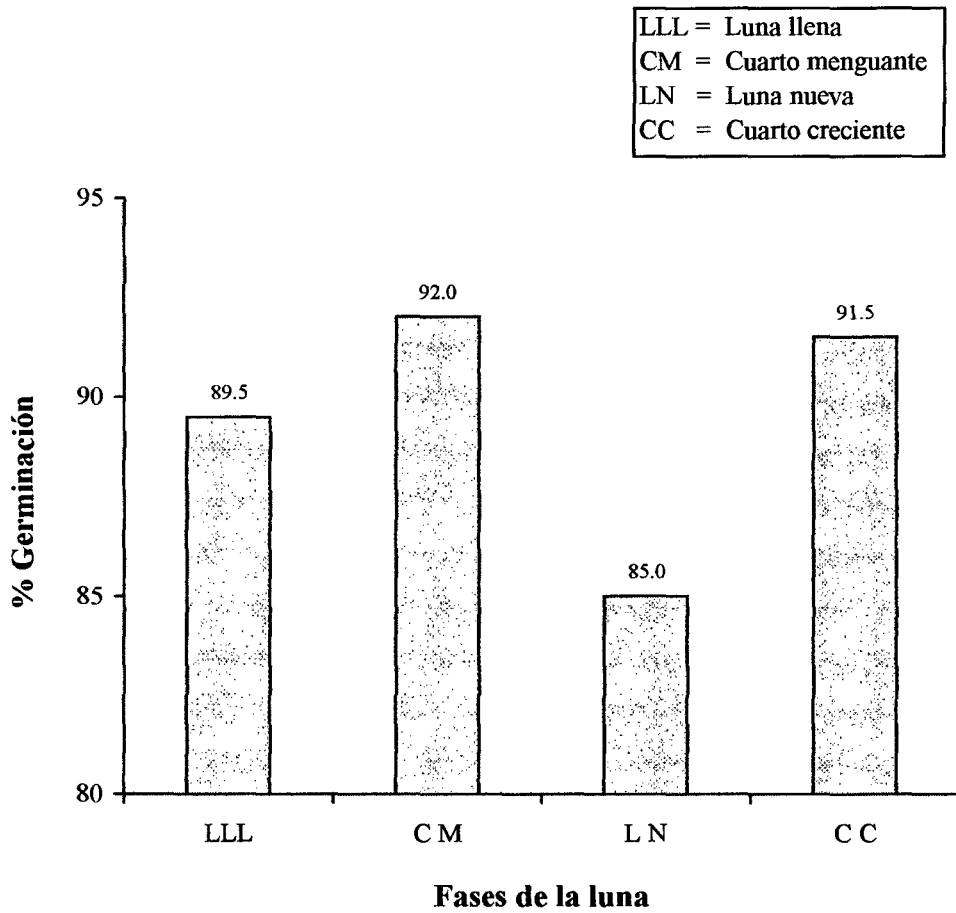 LLL = Luna llena
CM = Cuarto menguante
LN = Luna nueva
CC = Cuarto creciente
95
90
85
80
% Germinación
89.5
92.0
85.0
91.5
LLL
C M
L N
C C
Fases de la luna